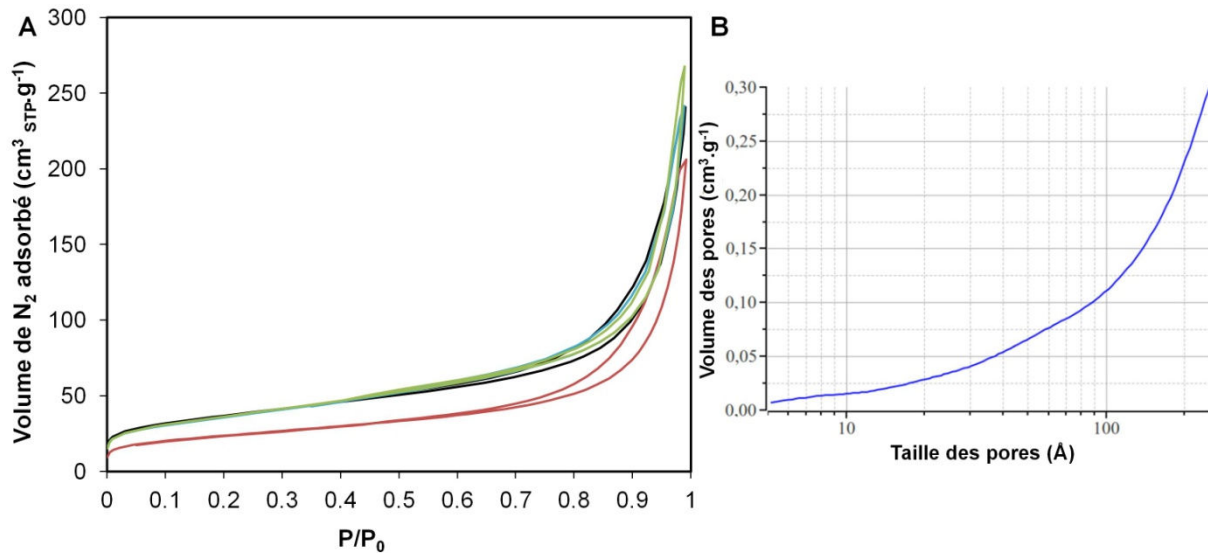 A
300
250
200
150
100
50
0
Volume de N2 adsorbé (cm³ STP.g⁻¹)
0 0.1 0.2 0.3 0.4 0.5 0.6 0.7 0.8 0.9 1
P/P0
B
0,30
0,25
0,20
0,15
0,10
0,05
0,00
Volume des pores (cm³.g⁻¹)
10 100
Taille des pores (Å)